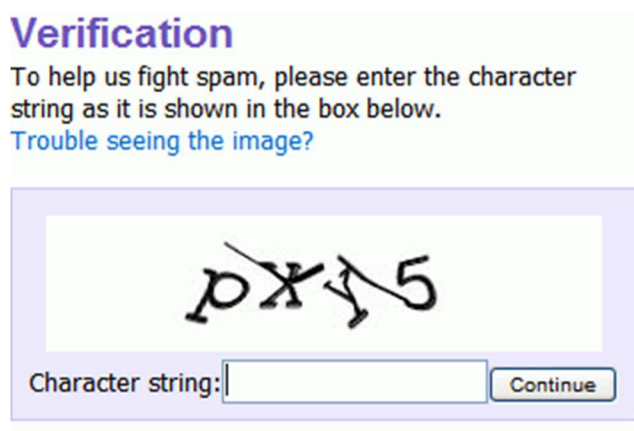 Verification
To help us fight spam, please enter the character
string as it is shown in the box below.
Trouble seeing the image?
pxy5
Character string:
Continue